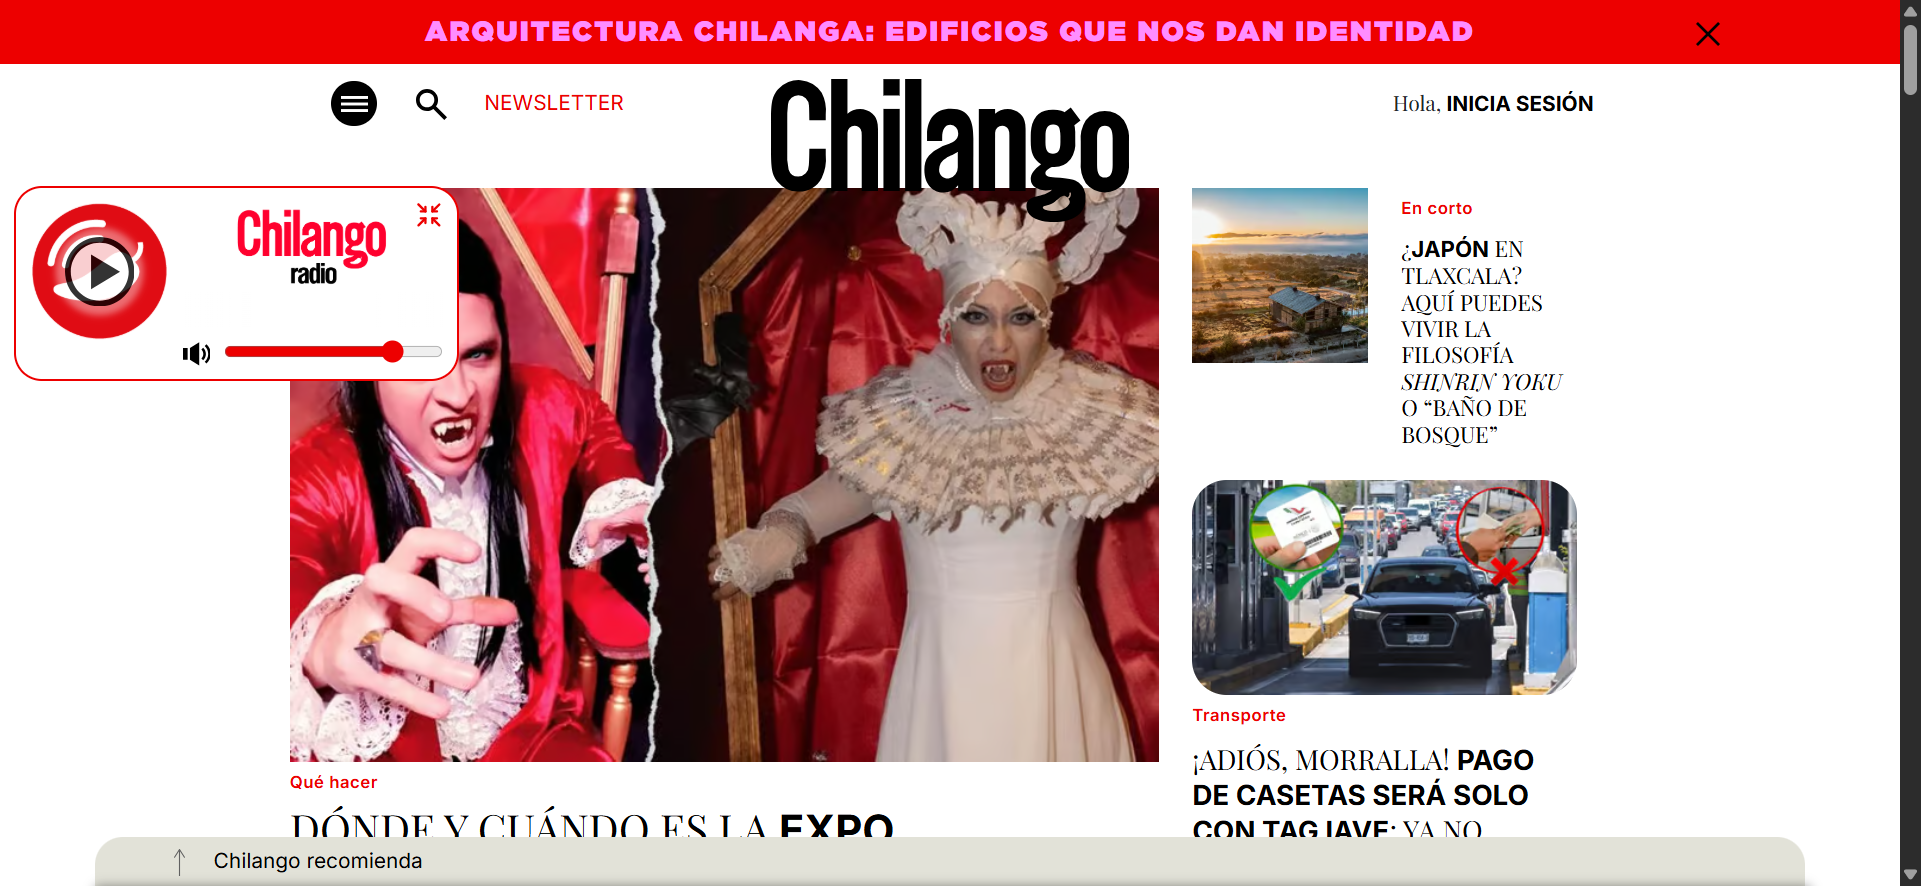 ARQUITECTURA CHILANGA: EDIFICIOS QUE NOS DAN IDENTIDAD
NEWSLETTER
Chilango
Hola, INICIA SESIÓN
Chilango
radio
En corto
¿JAPÓN EN
TLAXCALA?
AQUÍ PUEDES
VIVIR LA
FILOSOFÍA
SHINRIN YOKU
O “BAÑO DE
BOSQUE”
Transporte
¡ADIÓS, MORRALLA! PAGO
DE CASETAS SERÁ SOLO
CON TAG IAVE: YA NO
Qué hacer
DÓNDE Y CUÁNDO ES LA EXPO
Chilango recomienda